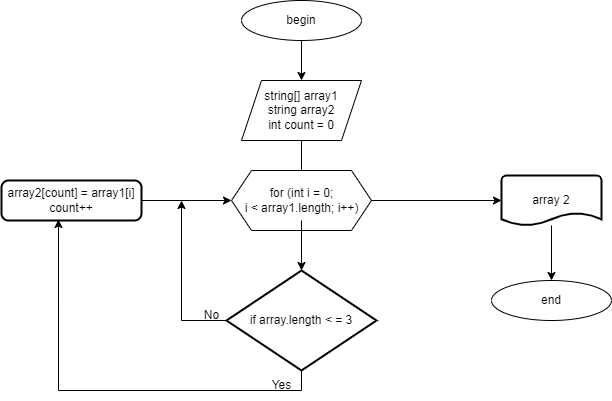 begin
string[] array1
string array2
int count = 0
for (int i = 0;
i < array1.length; i++)
array2[count] = array1[i]
count++
array 2
end
if array.length < = 3
No
Yes